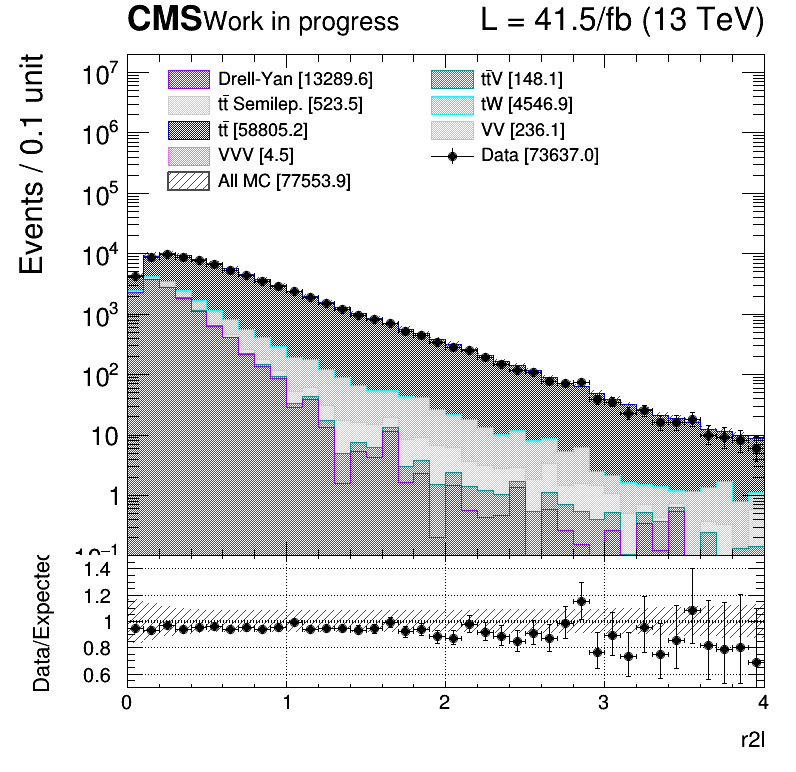 CMS Work in progress L = 41.5/fb (13 TeV)
Events / 0.1 unit
10⁷
10⁶
10⁵
10⁴
10³
10²
10
1
10⁻¹
Drell-Yan [13289.6]
tt̄ Semilep. [523.5]
tt̄ [58805.2]
VVV [4.5]
All MC [77553.9]
tt̄V [148.1]
tW [4546.9]
VV [236.1]
Data [73637.0]
Data/Expected
1.4
1.2
1
0.8
0.6
0 1 2 3 4
r2l